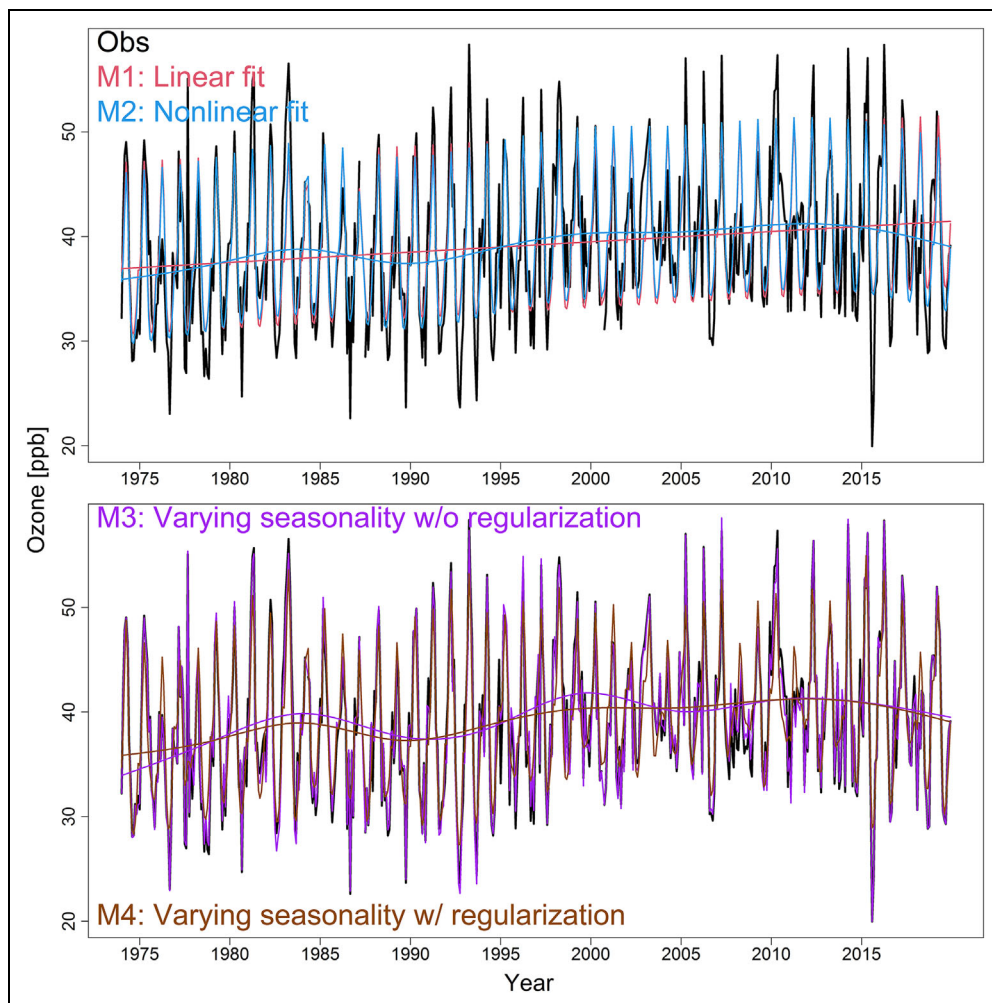 Obs
M1: Linear fit
M2: Nonlinear fit
50
40
30
20
1975 1980 1985 1990 1995 2000 2005 2010 2015
Ozone [ppb]
M3: Varying seasonality w/o regularization
50
40
30
20
M4: Varying seasonality w/ regularization
1975 1980 1985 1990 1995 2000 2005 2010 2015
Year